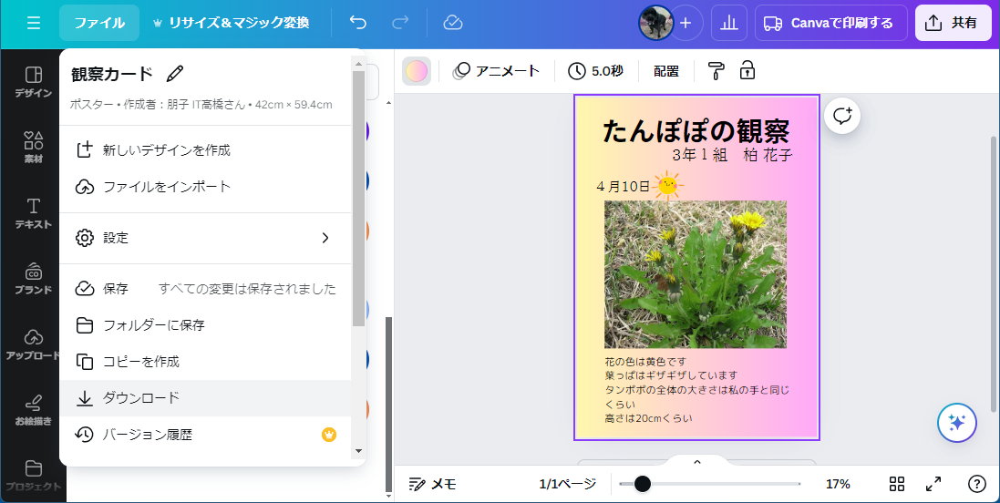 ファイル
リサイズ＆マジック変換
Canvaで印刷する
共有
デザイン
素材
テキスト
ブランド
CO
アップロード
お絵描き
プロジェクト
観察カード
ポスター • 作成者：朋子 IT高橋さん • 42cm × 59.4cm
新しいデザインを作成
ファイルをインポート
設定
保存 すべての変更は保存されました
フォルダーに保存
コピーを作成
ダウンロード
バージョン履歴
アニメート
5.0秒
配置
たんぽぽの観察
3年１組　柏 花子
４月10日
花の色は黄色です
葉っぱはギザギザしています
タンポポの全体の大きさは私の手と同じ
くらい
高さは20cmくらい
メモ
1/1ページ
17%